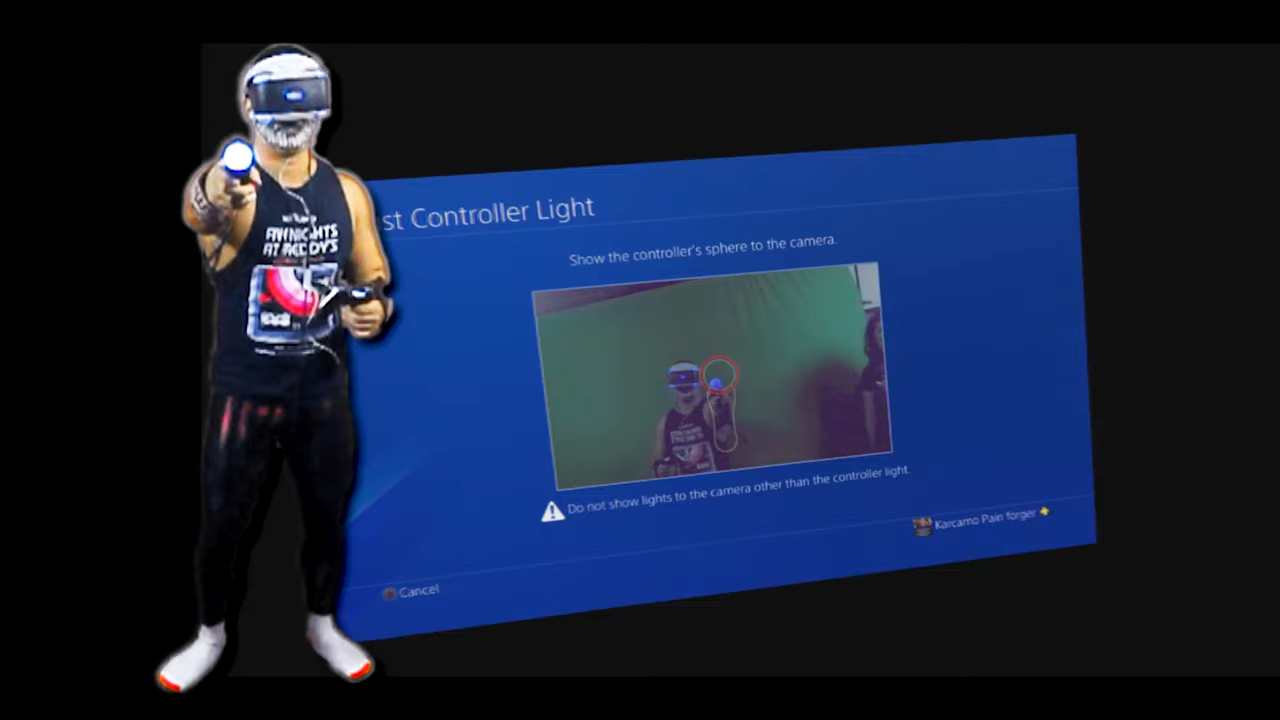 st Controller Light
Show the controller's sphere to the camera.
FIVE NIGHTS
AT FREDDY'S
Do not show lights to the camera other than the controller light.
Karcamo Pain forger
Cancel